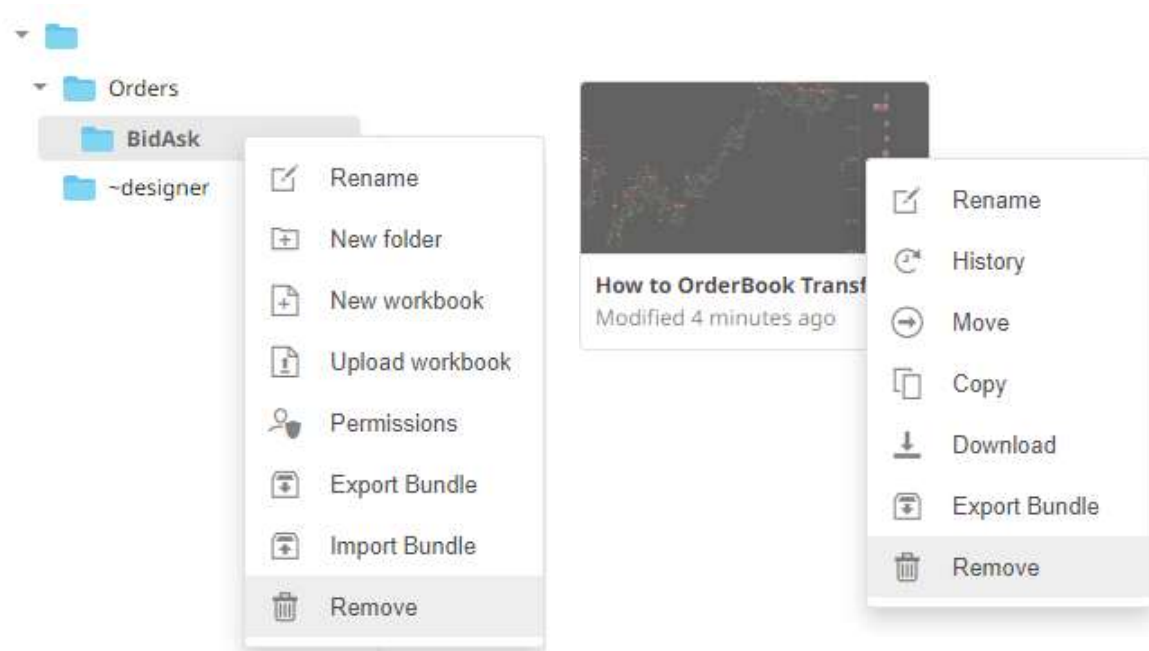 Orders
BidAsk
~designer
Rename
New folder
New workbook
Upload workbook
Permissions
Export Bundle
Import Bundle
Remove
How to OrderBook Transf
Modified 4 minutes ago
Rename
History
Move
Copy
Download
Export Bundle
Remove